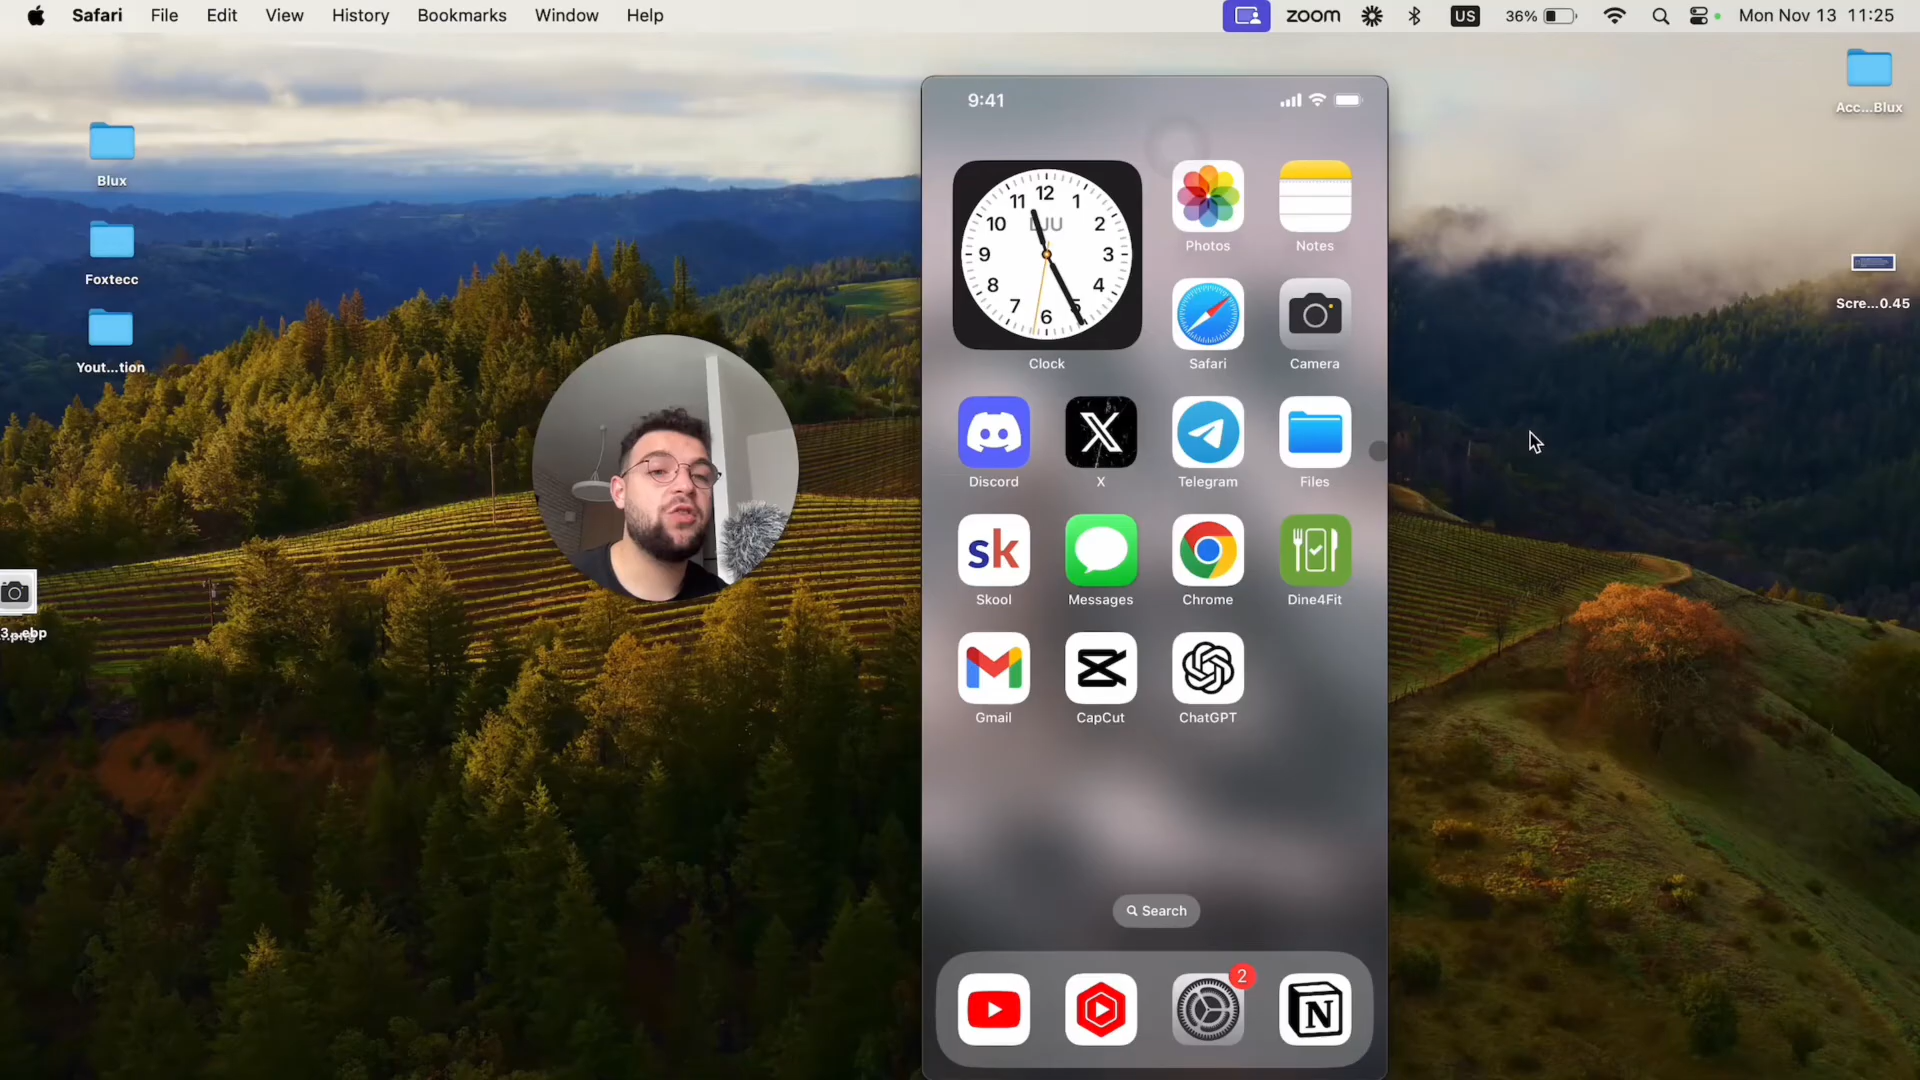 Safari File Edit View History Bookmarks Window Help zoom US 36% Mon Nov 13 11:25
Blux
Foxtecc
Yout...tion
Acc...Blux
Scre...0.45
9:41
12
11 1
10 2
9 3
8 4
7 5
6
Clock
Photos Notes
Safari Camera
Discord X Telegram Files
sk
Skool Messages Chrome Dine4Fit
Gmail CapCut ChatGPT
Search
2
N